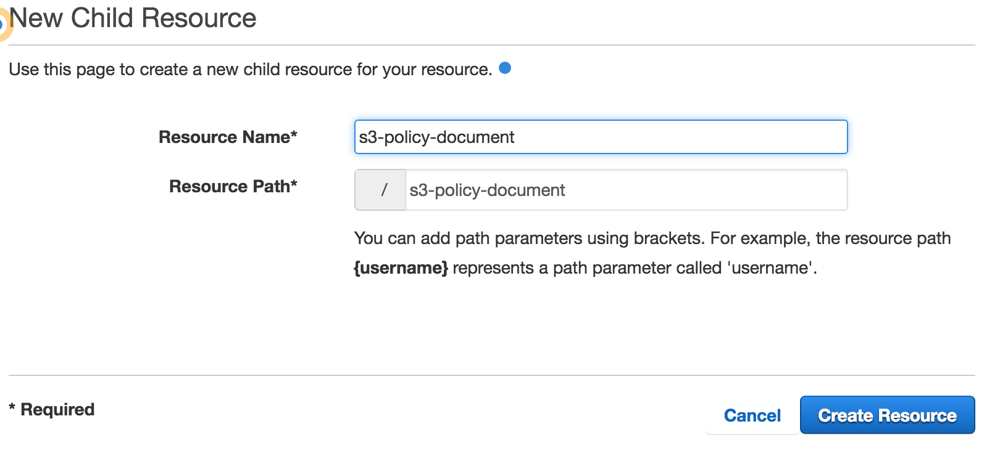 New Child Resource
Use this page to create a new child resource for your resource.
Resource Name* s3-policy-document
Resource Path* / s3-policy-document
You can add path parameters using brackets. For example, the resource path
{username} represents a path parameter called 'username'.
* Required
Cancel Create Resource